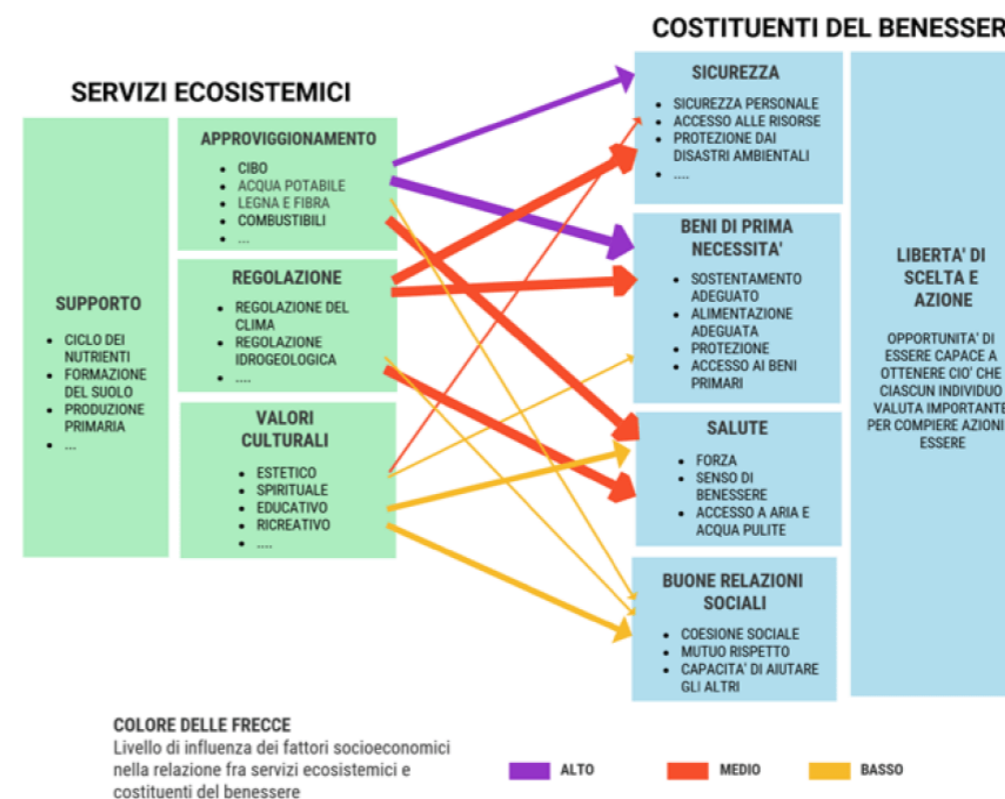 COSTITUENTI DEL BENESSER
SERVIZI ECOSISTEMICI
SUPPORTO
• CICLO DEI
NUTRIENTI
• FORMAZIONE
DEL SUOLO
• PRODUZIONE
PRIMARIA
• ...
APPROVIGGIONAMENTO
• CIBO
• ACQUA POTABILE
• LEGNA E FIBRA
• COMBUSTIBILI
• ...
REGOLAZIONE
• REGOLAZIONE DEL
CLIMA
• REGOLAZIONE
IDROGEOLOGICA
• ....
VALORI
CULTURALI
• ESTETICO
• SPIRITUALE
• EDUCATIVO
• RICREATIVO
• ....
SICUREZZA
• SICUREZZA PERSONALE
• ACCESSO ALLE RISORSE
• PROTEZIONE DAI
DISASTRI AMBIENTALI
• ....
BENI DI PRIMA
NECESSITA'
• SOSTENTAMENTO
ADEGUATO
• ALIMENTAZIONE
ADEGUATA
• PROTEZIONE
• ACCESSO AI BENI
PRIMARI
SALUTE
• FORZA
• SENSO DI
BENESSERE
• ACCESSO A ARIA E
ACQUA PULITE
BUONE RELAZIONI
SOCIALI
• COESIONE SOCIALE
• MUTUO RISPETTO
• CAPACITA' DI AIUTARE
GLI ALTRI
LIBERTA' DI
SCELTA E
AZIONE
OPPORTUNITA' DI
ESSERE CAPACE A
OTTENERE CIO' CHE
CIASCUN INDIVIDUO
VALUTA IMPORTANTE
PER COMPIERE AZIONI
ESSERE
COLORE DELLE FRECCE
Livello di influenza dei fattori socioeconomici
nella relazione fra servizi ecosistemici e
costituenti del benessere
ALTO
MEDIO
BASSO